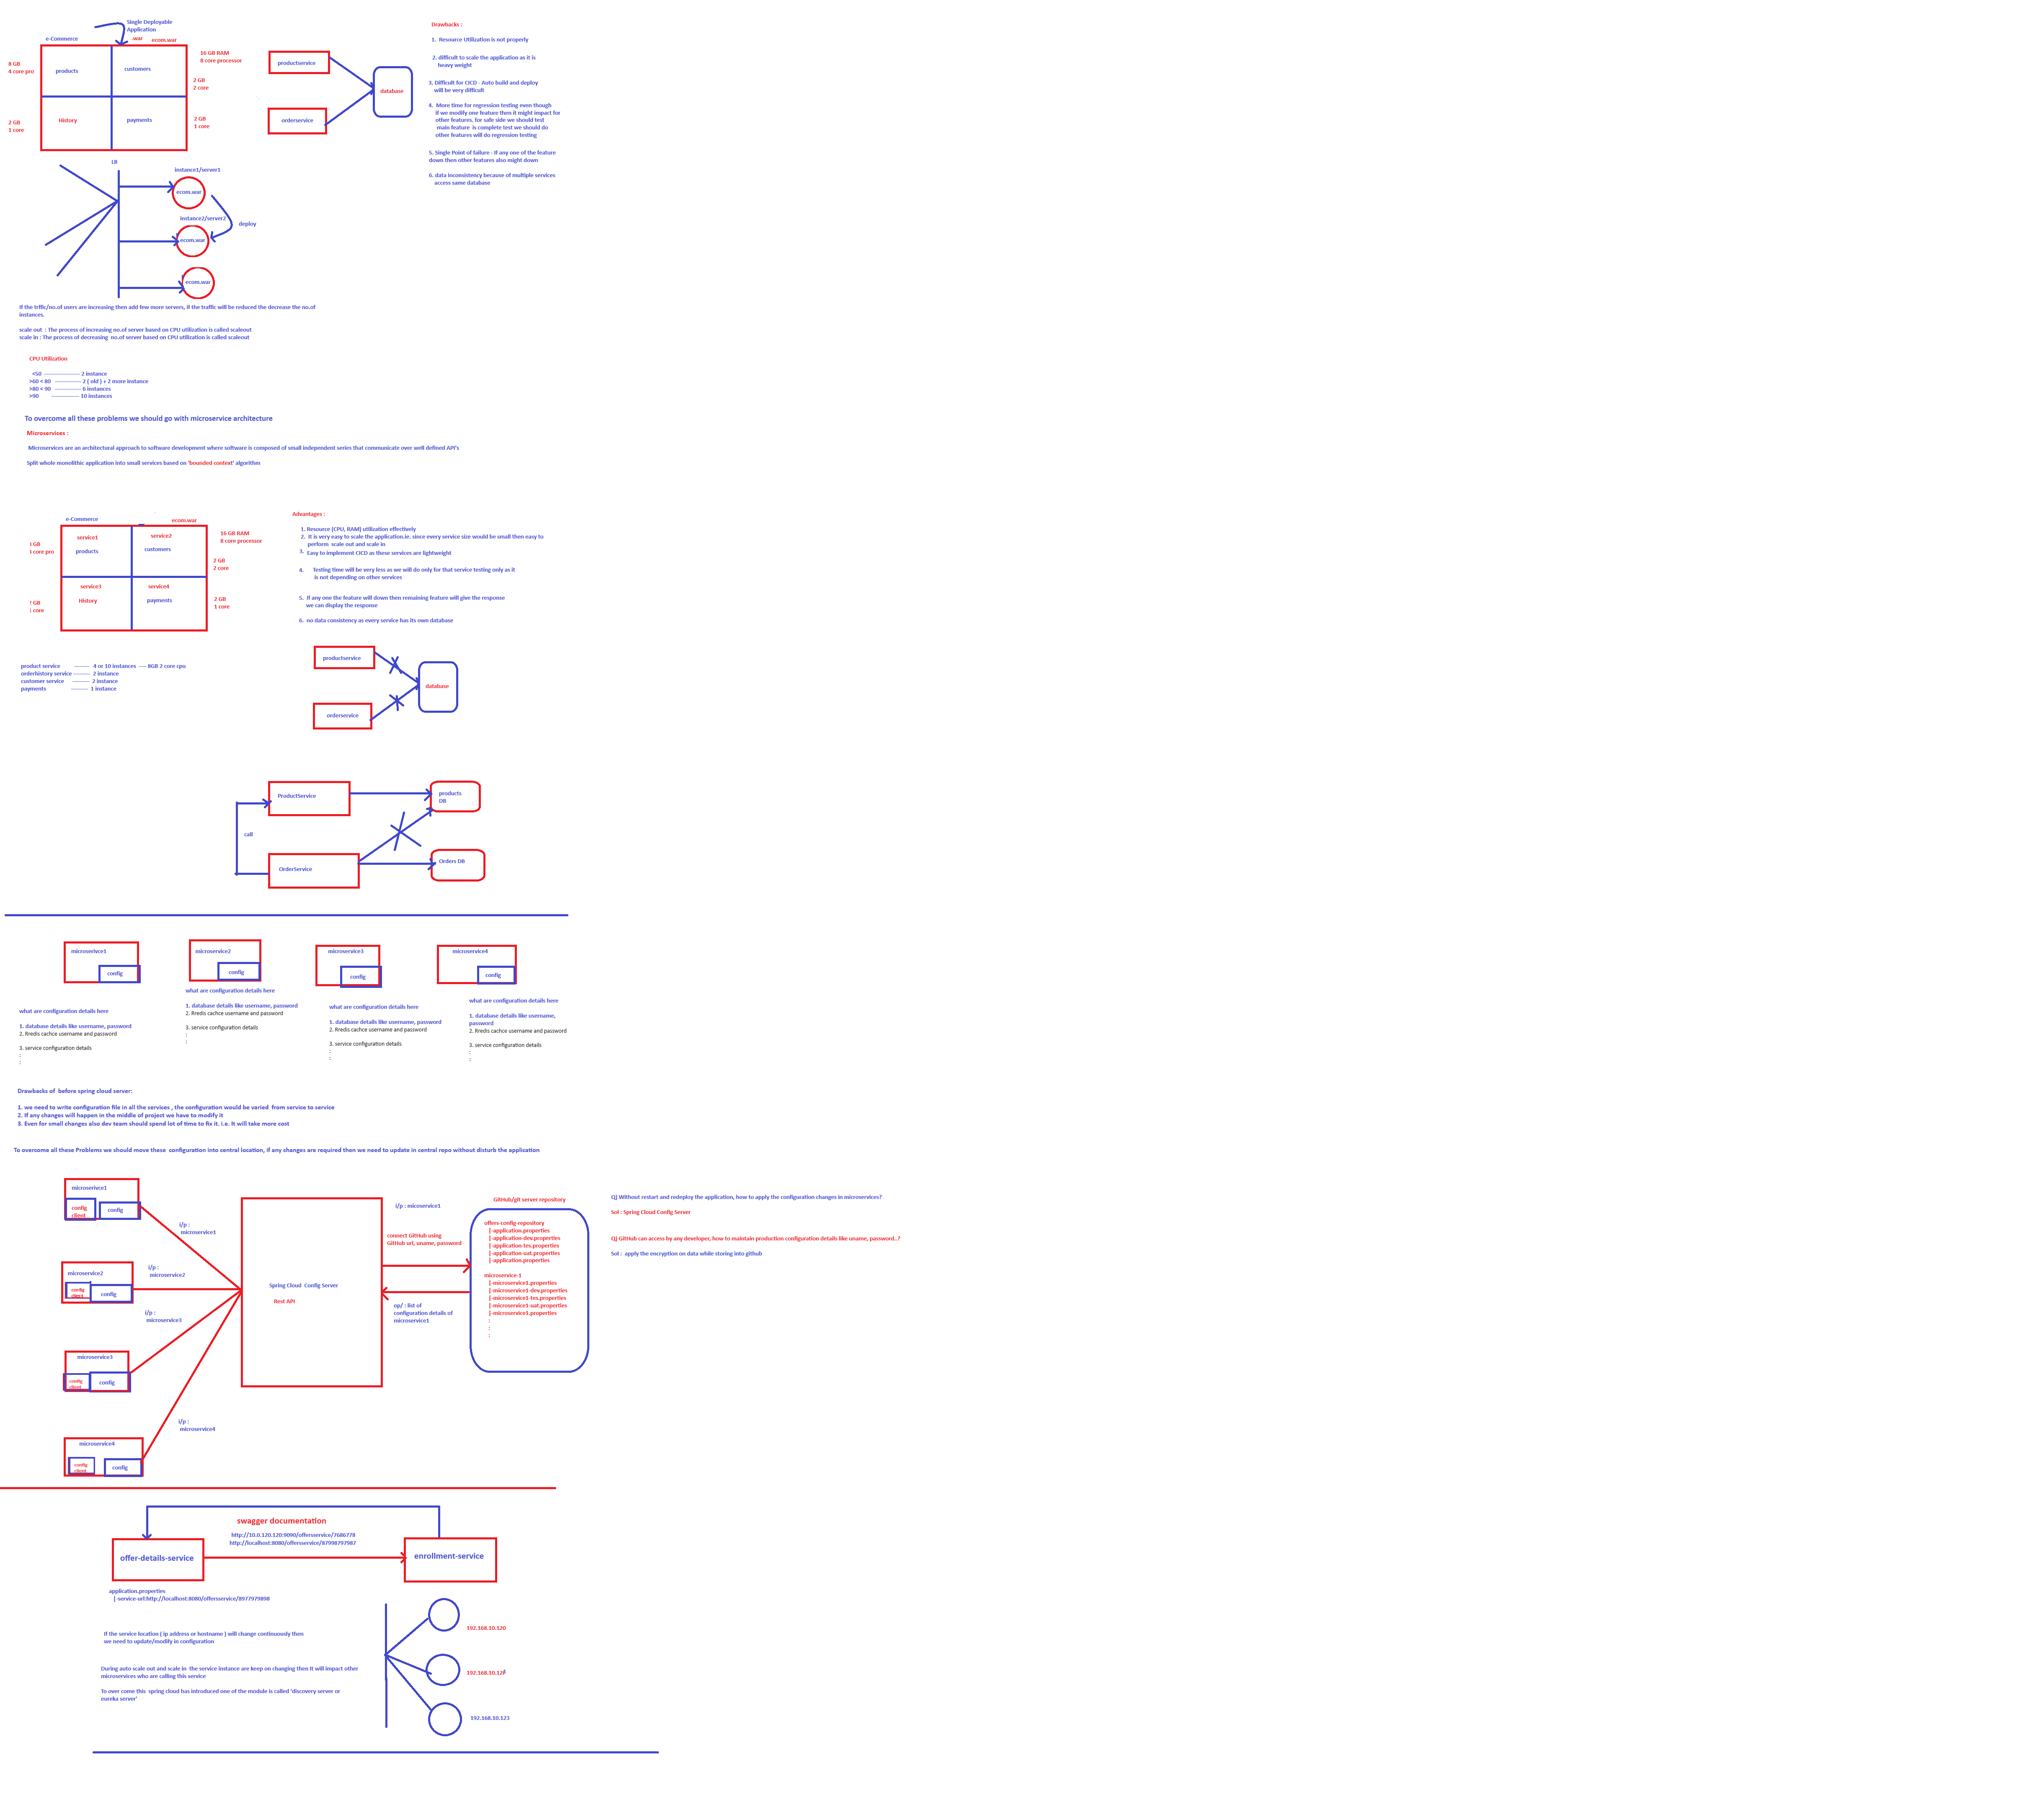 Single Deployable
Application
e-Commerce
.war
ecom.war
8 GB
4 core pro
products
customers
16 GB RAM
8 core processor
2 GB
2 core
2 GB
1 core
History
payments
2 GB
1 core
productservice
orderservice
database
Drawbacks :
1. Resource Utilization is not properly
2. difficult to scale the application as it is
heavy weight
3. Difficult for CICD - Auto build and deploy
will be very difficult
4. More time for regression testing even though
if we modify one feature then it might impact for
other features. for safe side we should test
main feature is complete test we should do
other features will do regression testing
5. Single Point of failure - If any one of the feature
down then other features also might down
6. data inconsistency because of multiple services
access same database
LB
instance1/server1
ecom.war
instance2/server2
deploy
ecom.war
ecom.war
If the trffic/no.of users are increasing then add few more servers, if the traffic will be reduced the decrease the no.of
instances.
scale out : The process of increasing no.of server based on CPU utilization is called scaleout
scale in : The process of decreasing no.of server based on CPU utilization is called scaleout
CPU Utilization
<50 -------------------- 2 instance
>60 < 80 --------------- 2 ( old ) + 2 more instance
>80 < 90 --------------- 6 instances
>90 ---------------- 10 instances
To overcome all these problems we should go with microservice architecture
Microservices :
Microservices are an architectural approach to software development where software is composed of small independent series that communicate over well defined API's
Split whole monolithic application into small services based on 'bounded context' algorithm
e-Commerce
ecom.war
service1
products
service2
customers
16 GB RAM
8 core processor
GB
core pro
2 GB
2 core
service3
History
service4
payments
GB
core
2 GB
1 core
Advantages :
1. Resource (CPU, RAM) utilization effectively
2. It is very easy to scale the application.ie. since every service size would be small then easy to
perform scale out and scale in
3. Easy to implement CICD as these services are lightweight
4. Testing time will be very less as we will do only for that service testing only as it
is not depending on other services
5. If any one the feature will down then remaining feature will give the response
we can display the response
6. no data consistency as every service has its own database
product service -------- 4 or 10 instances ---- 8GB 2 core cpu
orderhistory service --------- 2 instance
customer service --------- 2 instance
payments --------- 1 instance
productservice
database
orderservice
ProductService
products
DB
call
OrderService
Orders DB
microserivce1
config
microservice2
config
microservice3
config
microservice4
config
what are configuration details here
1. database details like username, password
2. Rredis cachce username and password
3. service configuration details
:
:
what are configuration details here
1. database details like username, password
2. Rredis cachce username and password
3. service configuration details
:
:
what are configuration details here
1. database details like username, password
2. Rredis cachce username and password
3. service configuration details
:
:
what are configuration details here
1. database details like username,
password
2. Rredis cachce username and password
3. service configuration details
:
:
Drawbacks of before spring cloud server:
1. we need to write configuration file in all the services , the configuration would be varied from service to service
2. If any changes will happen in the middle of project we have to modify it
3. Even for small changes also dev team should spend lot of time to fix it. i.e. It will take more cost
To overcome all these Problems we should move these configuration into central location, if any changes are required then we need to update in central repo without disturb the application
microserivce1
config
client
config
i/p :
microservice1
microservice2
config
client
config
i/p :
microservice2
i/p :
microservice3
microservice3
config
client
config
i/p :
microservice4
microservice4
config
client
config
Spring Cloud Config Server
Rest API
i/p : micoservice1
connect GitHub using
GitHub url, uname, password
op/ : list of
configuration details of
microservice1
GitHub/git server repository
offers-config-repository
|-application.properties
|-application-dev.properties
|-application-tes.properties
|-application-uat.properties
|-application.properties
microservice-1
|-microservice1.properties
|-microservice1-dev.properties
|-microservice1-tes.properties
|-microservice1-uat.properties
|-microservice1.properties
:
:
:
Q) Without restart and redeploy the application, how to apply the configuration changes in microservices?
Sol : Spring Cloud Config Server
Q) GitHub can access by any developer, how to maintain production configuration details like uname, password..?
Sol : apply the encryption on data while storing into github
swagger documentation
http://10.0.120.120:9090/offersservice/7686778
http://localhost:8080/offersservice/87998797987
offer-details-service
enrollment-service
application.properties
|-service-url:http://localhost:8080/offersservice/8977979898
If the service location ( ip address or hostname ) will change continuously then
we need to update/modify in configuration
During auto scale out and scale in the service instance are keep on changing then It will impact other
microservices who are calling this service
To over come this spring cloud has introduced one of the module is called 'discovery server or
eureka server'
192.168.10.120
192.168.10.123